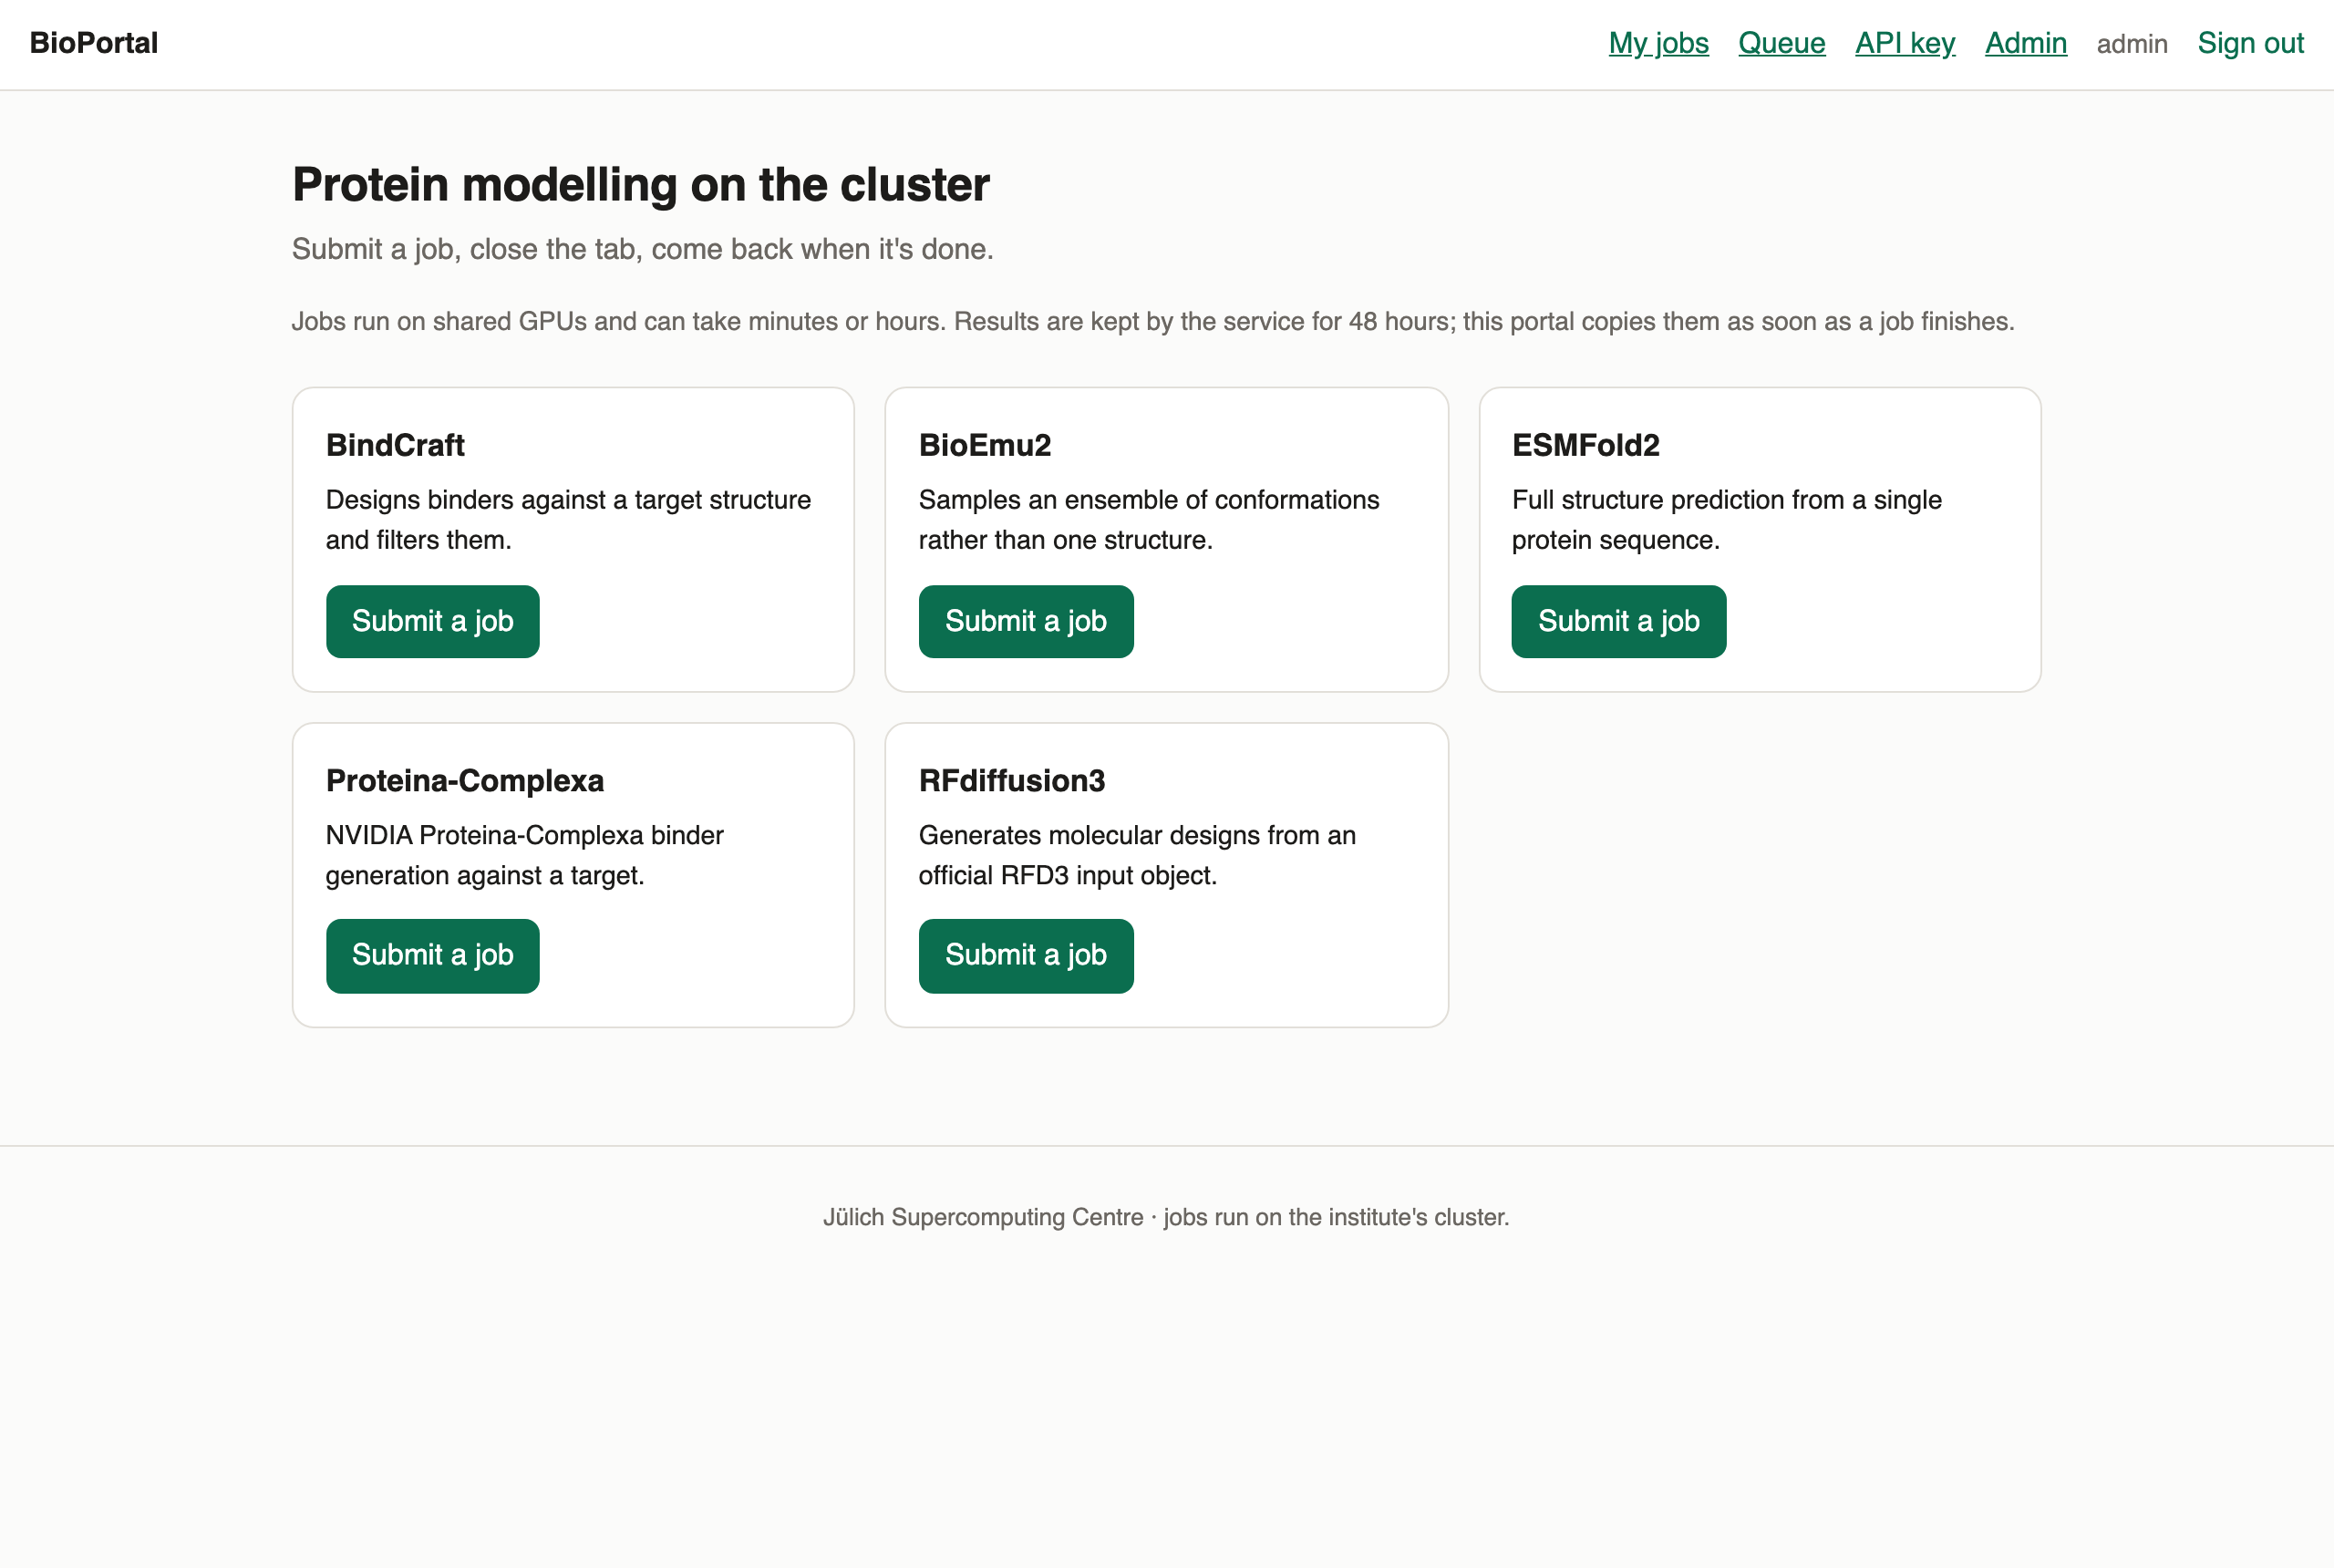 BioPortal
My jobs Queue API key Admin admin Sign out
Protein modelling on the cluster
Submit a job, close the tab, come back when it's done.
Jobs run on shared GPUs and can take minutes or hours. Results are kept by the service for 48 hours; this portal copies them as soon as a job finishes.
BindCraft
Designs binders against a target structure
and filters them.
Submit a job
BioEmu2
Samples an ensemble of conformations
rather than one structure.
Submit a job
ESMFold2
Full structure prediction from a single
protein sequence.
Submit a job
Proteina-Complexa
NVIDIA Proteina-Complexa binder
generation against a target.
Submit a job
RFdiffusion3
Generates molecular designs from an
official RFD3 input object.
Submit a job
Jülich Supercomputing Centre · jobs run on the institute's cluster.